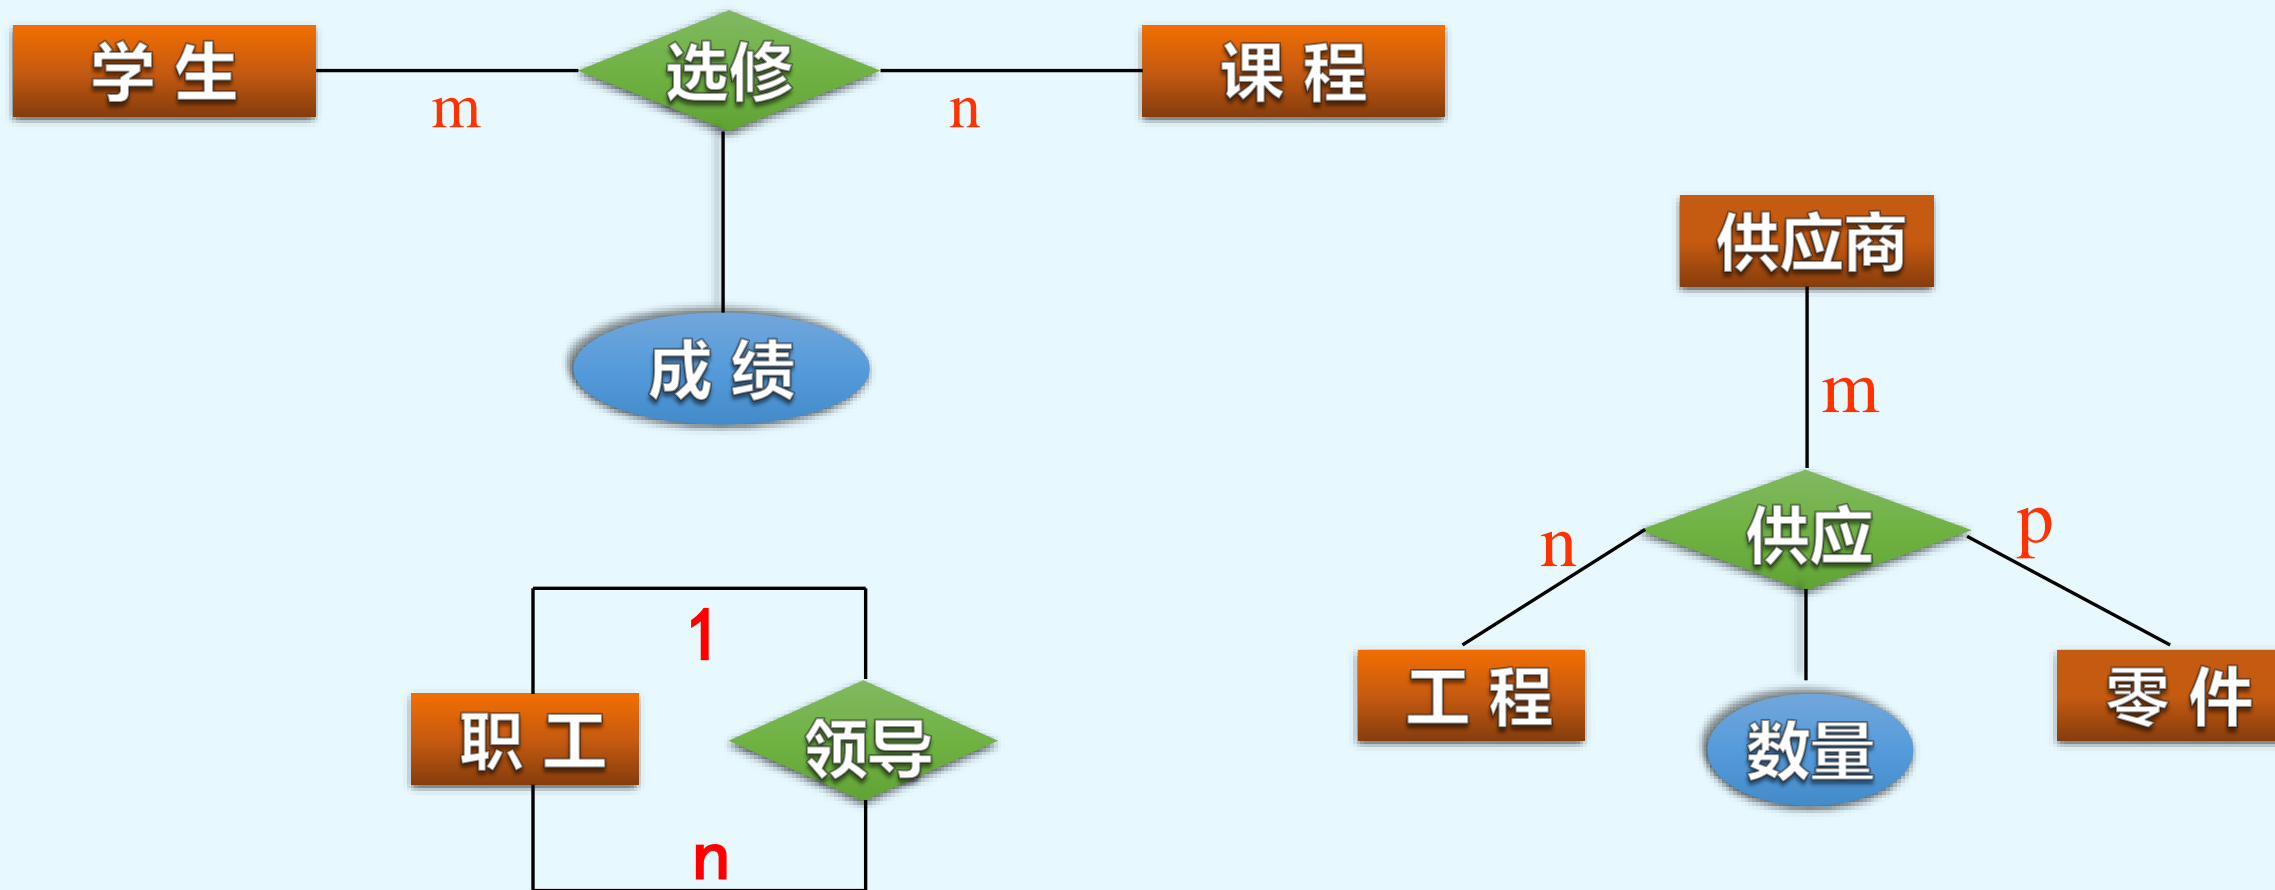 学 生
选修
课 程
m
n
成 绩
供应商
m
供应
n
p
工 程
数量
零 件
1
职 工
领导
n